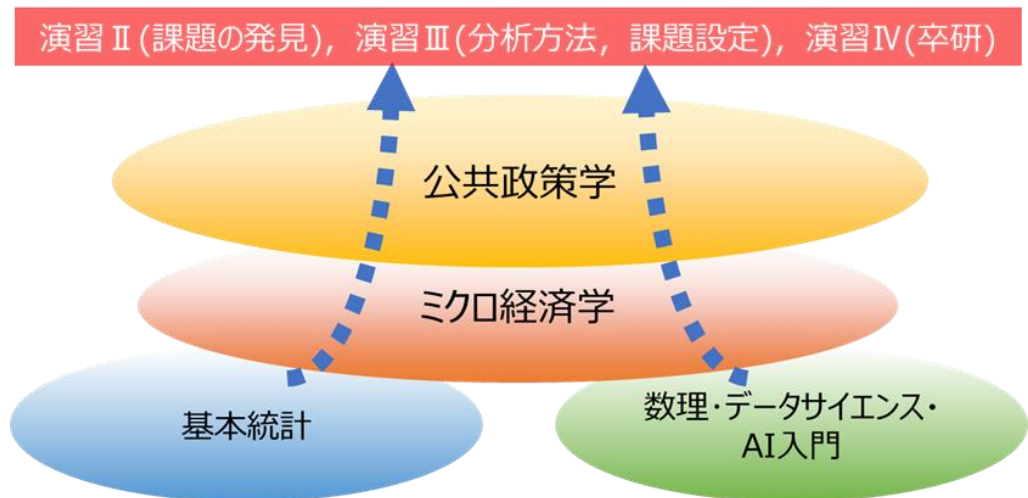 演習Ⅱ(課題の発見)，演習Ⅲ(分析方法，課題設定)，演習Ⅳ(卒研)
公共政策学
ミクロ経済学
基本統計
数理・データサイエンス・
AI入門